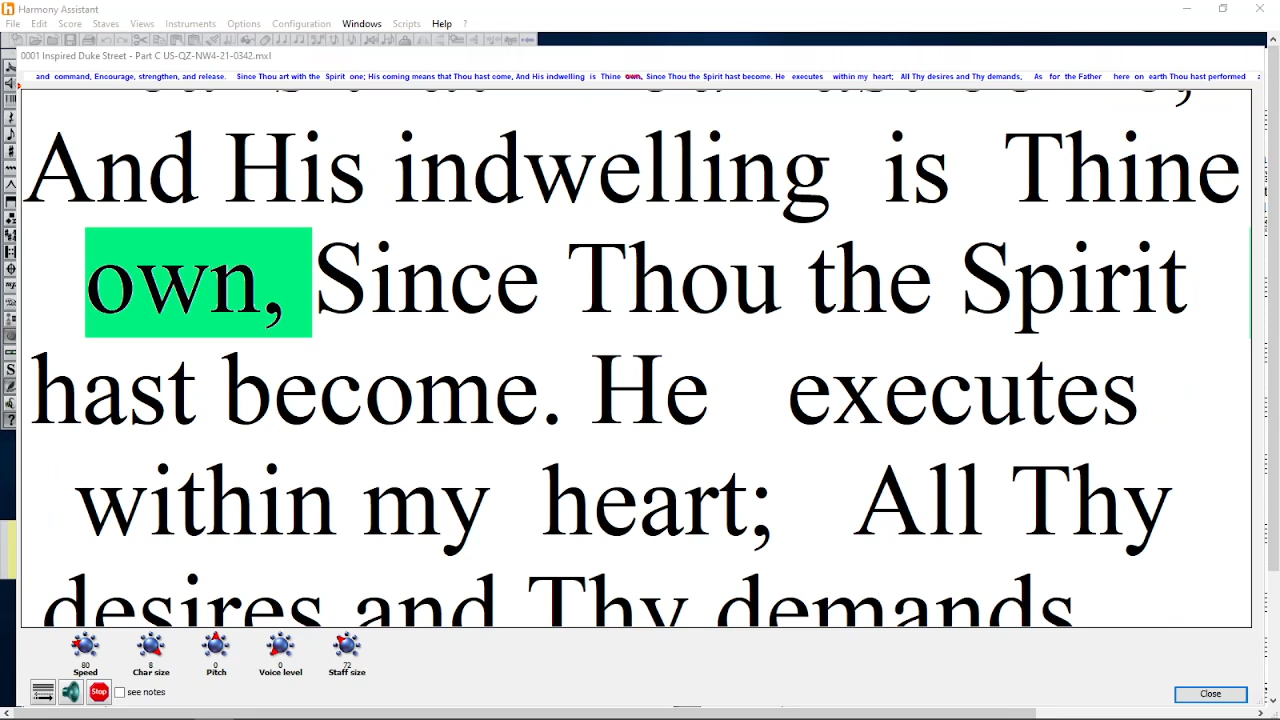 Harmony Assistant
File Edit Score Staves Views Instruments Options Configuration Windows Scripts Help ?
0001 Inspired Duke Street - Part C US-QZ-NW4-21-0342.mxl
and command, Encourage, strengthen, and release. Since Thou art with the Spirit one; His coming means that Thou hast come, And His indwelling is Thine own, Since Thou the Spirit hast become. He executes within my heart; All Thy desires and Thy demands, As for the Father here on earth Thou hast performed
And His indwelling is Thine
own, Since Thou the Spirit
hast become. He executes
within my heart; All Thy
desires and Thy demands
80 8 0 0 72
Speed Char size Pitch Voice level Staff size
Stop see notes Close